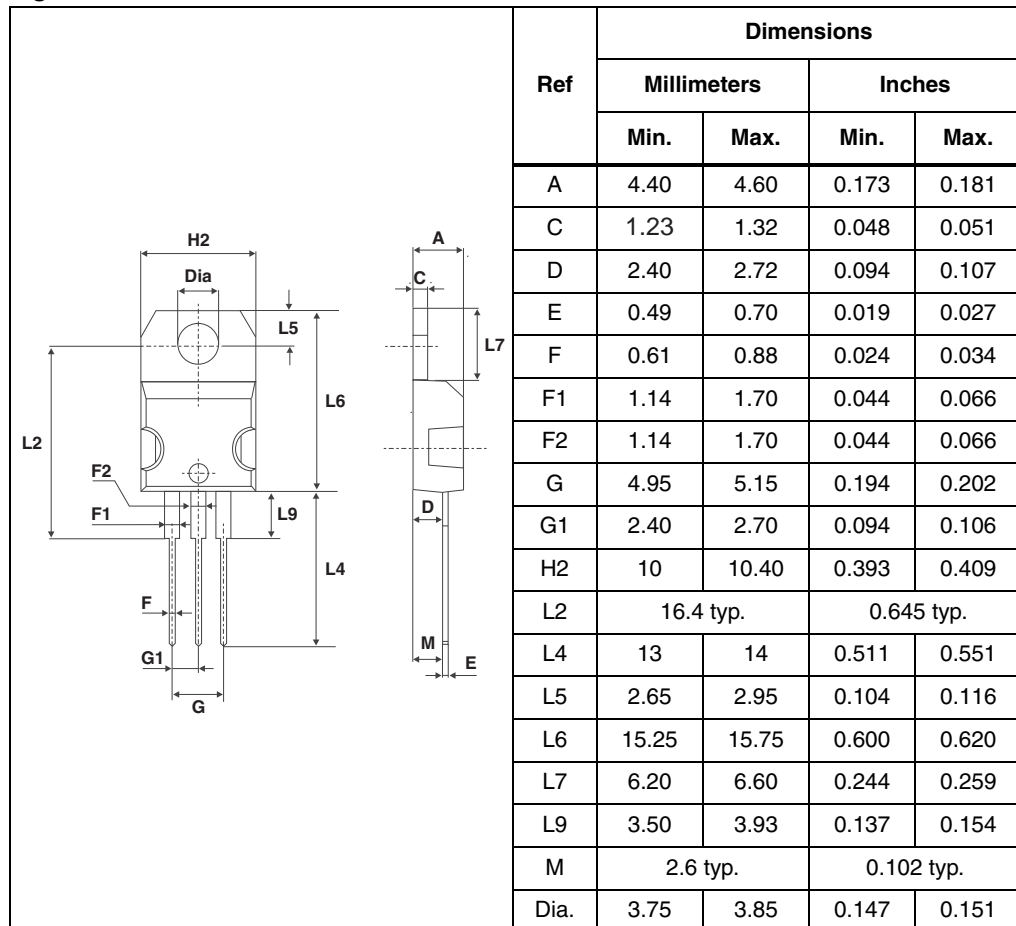 Dimensions
Ref Millimeters Inches
Min. Max. Min. Max.
A 4.40 4.60 0.173 0.181
C 1.23 1.32 0.048 0.051
D 2.40 2.72 0.094 0.107
E 0.49 0.70 0.019 0.027
F 0.61 0.88 0.024 0.034
F1 1.14 1.70 0.044 0.066
F2 1.14 1.70 0.044 0.066
G 4.95 5.15 0.194 0.202
G1 2.40 2.70 0.094 0.106
H2 10 10.40 0.393 0.409
L2 16.4 typ. 0.645 typ.
L4 13 14 0.511 0.551
L5 2.65 2.95 0.104 0.116
L6 15.25 15.75 0.600 0.620
L7 6.20 6.60 0.244 0.259
L9 3.50 3.93 0.137 0.154
M 2.6 typ. 0.102 typ.
Dia. 3.75 3.85 0.147 0.151
H2
A
Dia
C
L5
L7
L6
L2
F2
F1
L9
D
L4
F
G1
M
E
G